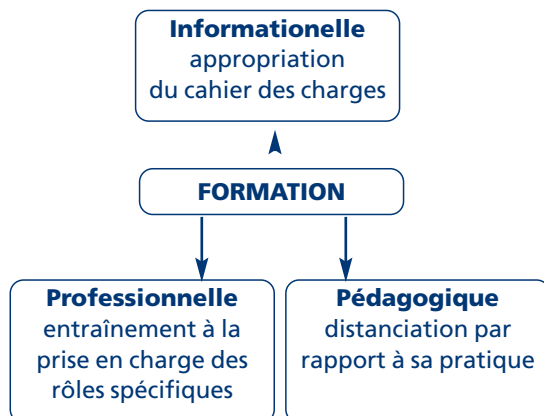 Informationelle
appropriation
du cahier des charges
FORMATION
Professionnelle
entraînement à la
prise en charge des
rôles spécifiques
Pédagogique
distanciation par
rapport à sa pratique